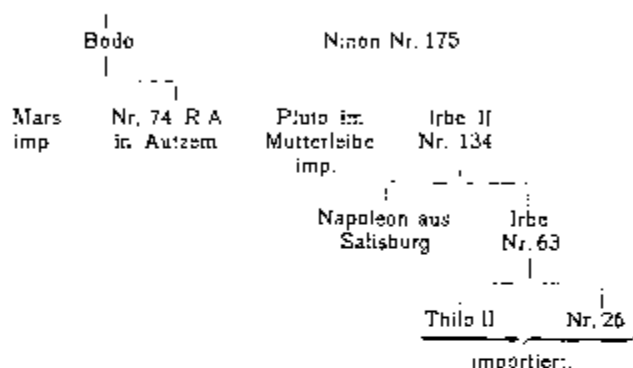 Bodo Ninon Nr. 175
Mars Nr. 74 R A Pluto im Irbe II
imp in Autzem Mutterleibe Nr. 134
imp.
Napoleon aus Irbe
Salisburg Nr. 63
Thilo II Nr. 26
importiert.